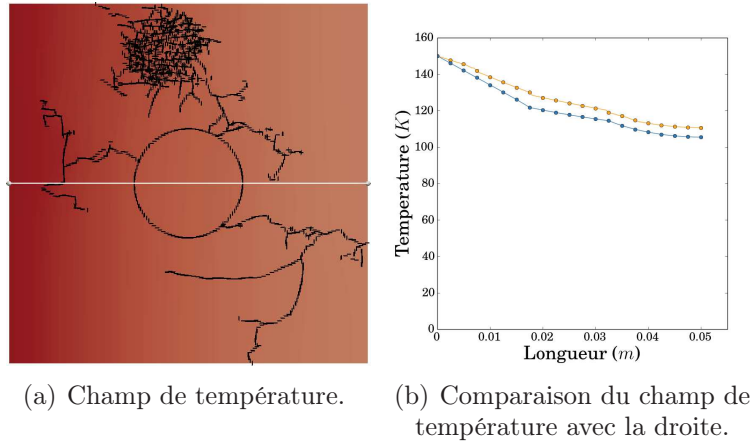 160
140
120
100
80
60
40
20
0
Temperature (K)
0 0.01 0.02 0.03 0.04 0.05
Longueur (m)
(a) Champ de température.
(b) Comparaison du champ de
température avec la droite.